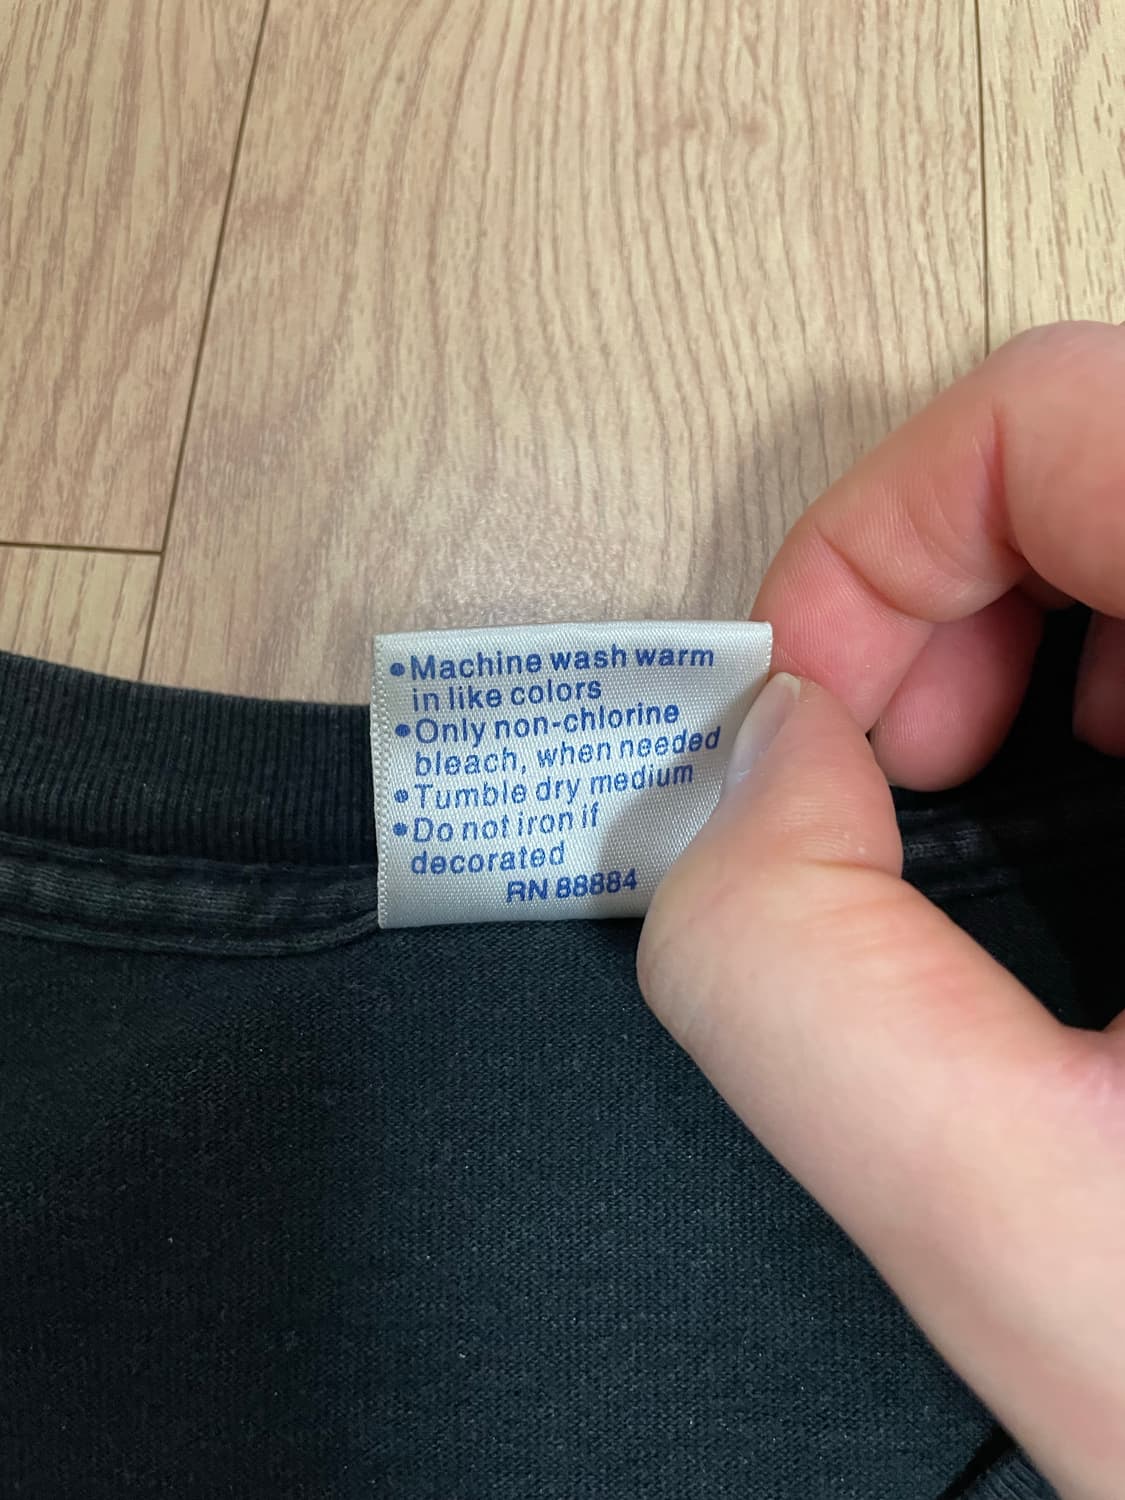 •Machine wash warm
in like colors
•Only non-chlorine
bleach, when needed
•Tumble dry medium
•Do not iron if
decorated
RN 88884